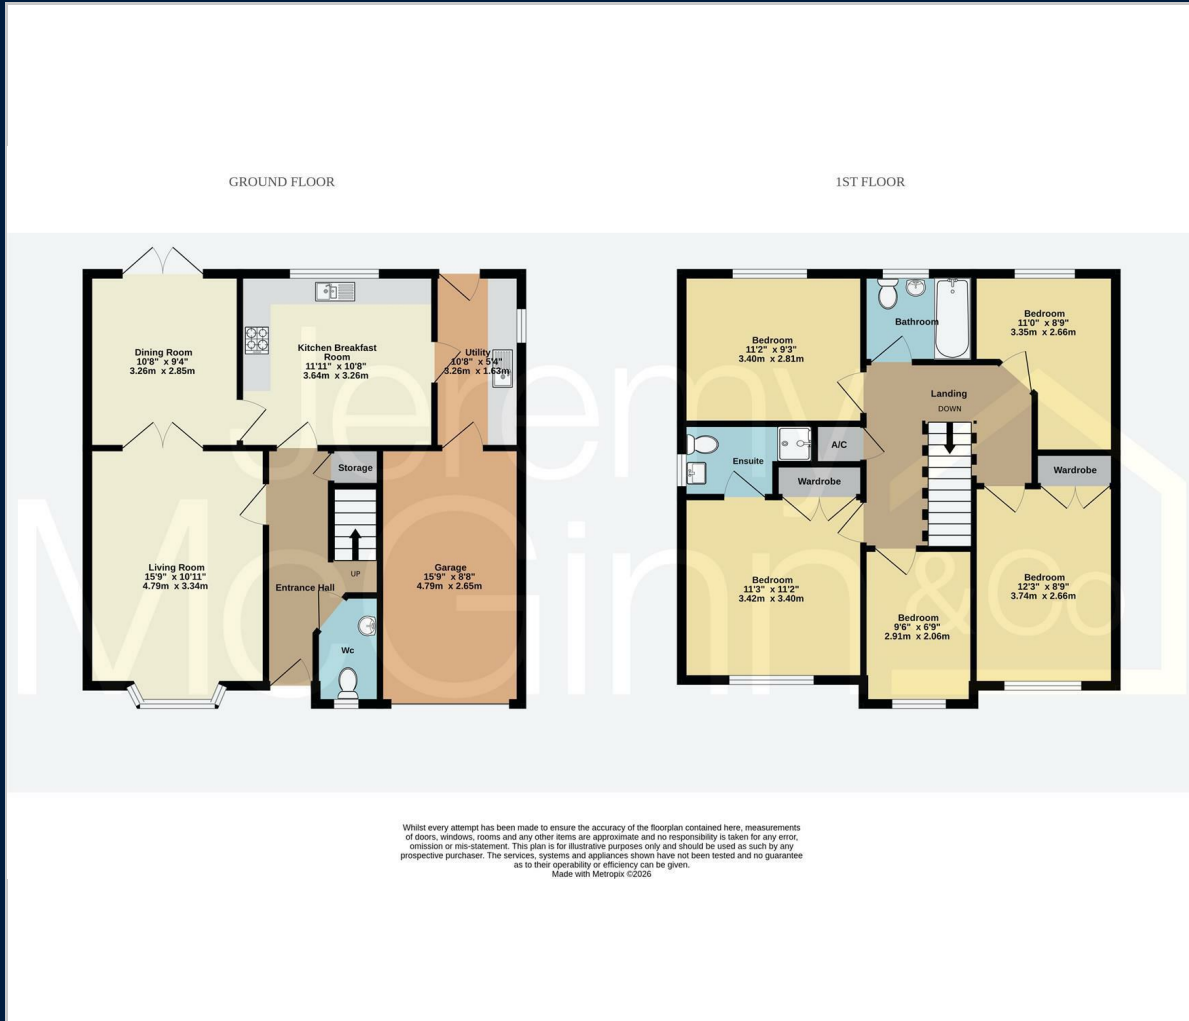 GROUND FLOOR
1ST FLOOR
Dining Room
10'8" x 9'4"
3.26m x 2.85m
Kitchen Breakfast
Room
11'11" x 10'8"
3.64m x 3.26m
Utility
10'8" x 5'4"
3.26m x 1.63m
Storage
Living Room
15'9" x 10'11"
4.79m x 3.34m
Entrance Hall
UP
Garage
15'9" x 8'8"
4.79m x 2.65m
Wc
Bedroom
11'2" x 9'3"
3.40m x 2.81m
Bathroom
Bedroom
11'0" x 8'9"
3.35m x 2.66m
Landing
DOWN
A/C
Ensuite
Wardrobe
Wardrobe
Bedroom
11'3" x 11'2"
3.42m x 3.40m
Bedroom
9'6" x 6'9"
2.91m x 2.06m
Bedroom
12'3" x 8'9"
3.74m x 2.66m
Jeremy
McGinn & Co
Whilst every attempt has been made to ensure the accuracy of the floorplan contained here, measurements
of doors, windows, rooms and any other items are approximate and no responsibility is taken for any error,
omission or mis-statement. This plan is for illustrative purposes only and should be used as such by any
prospective purchaser. The services, systems and appliances shown have not been tested and no guarantee
as to their operability or efficiency can be given.
Made with Metropix ©2026